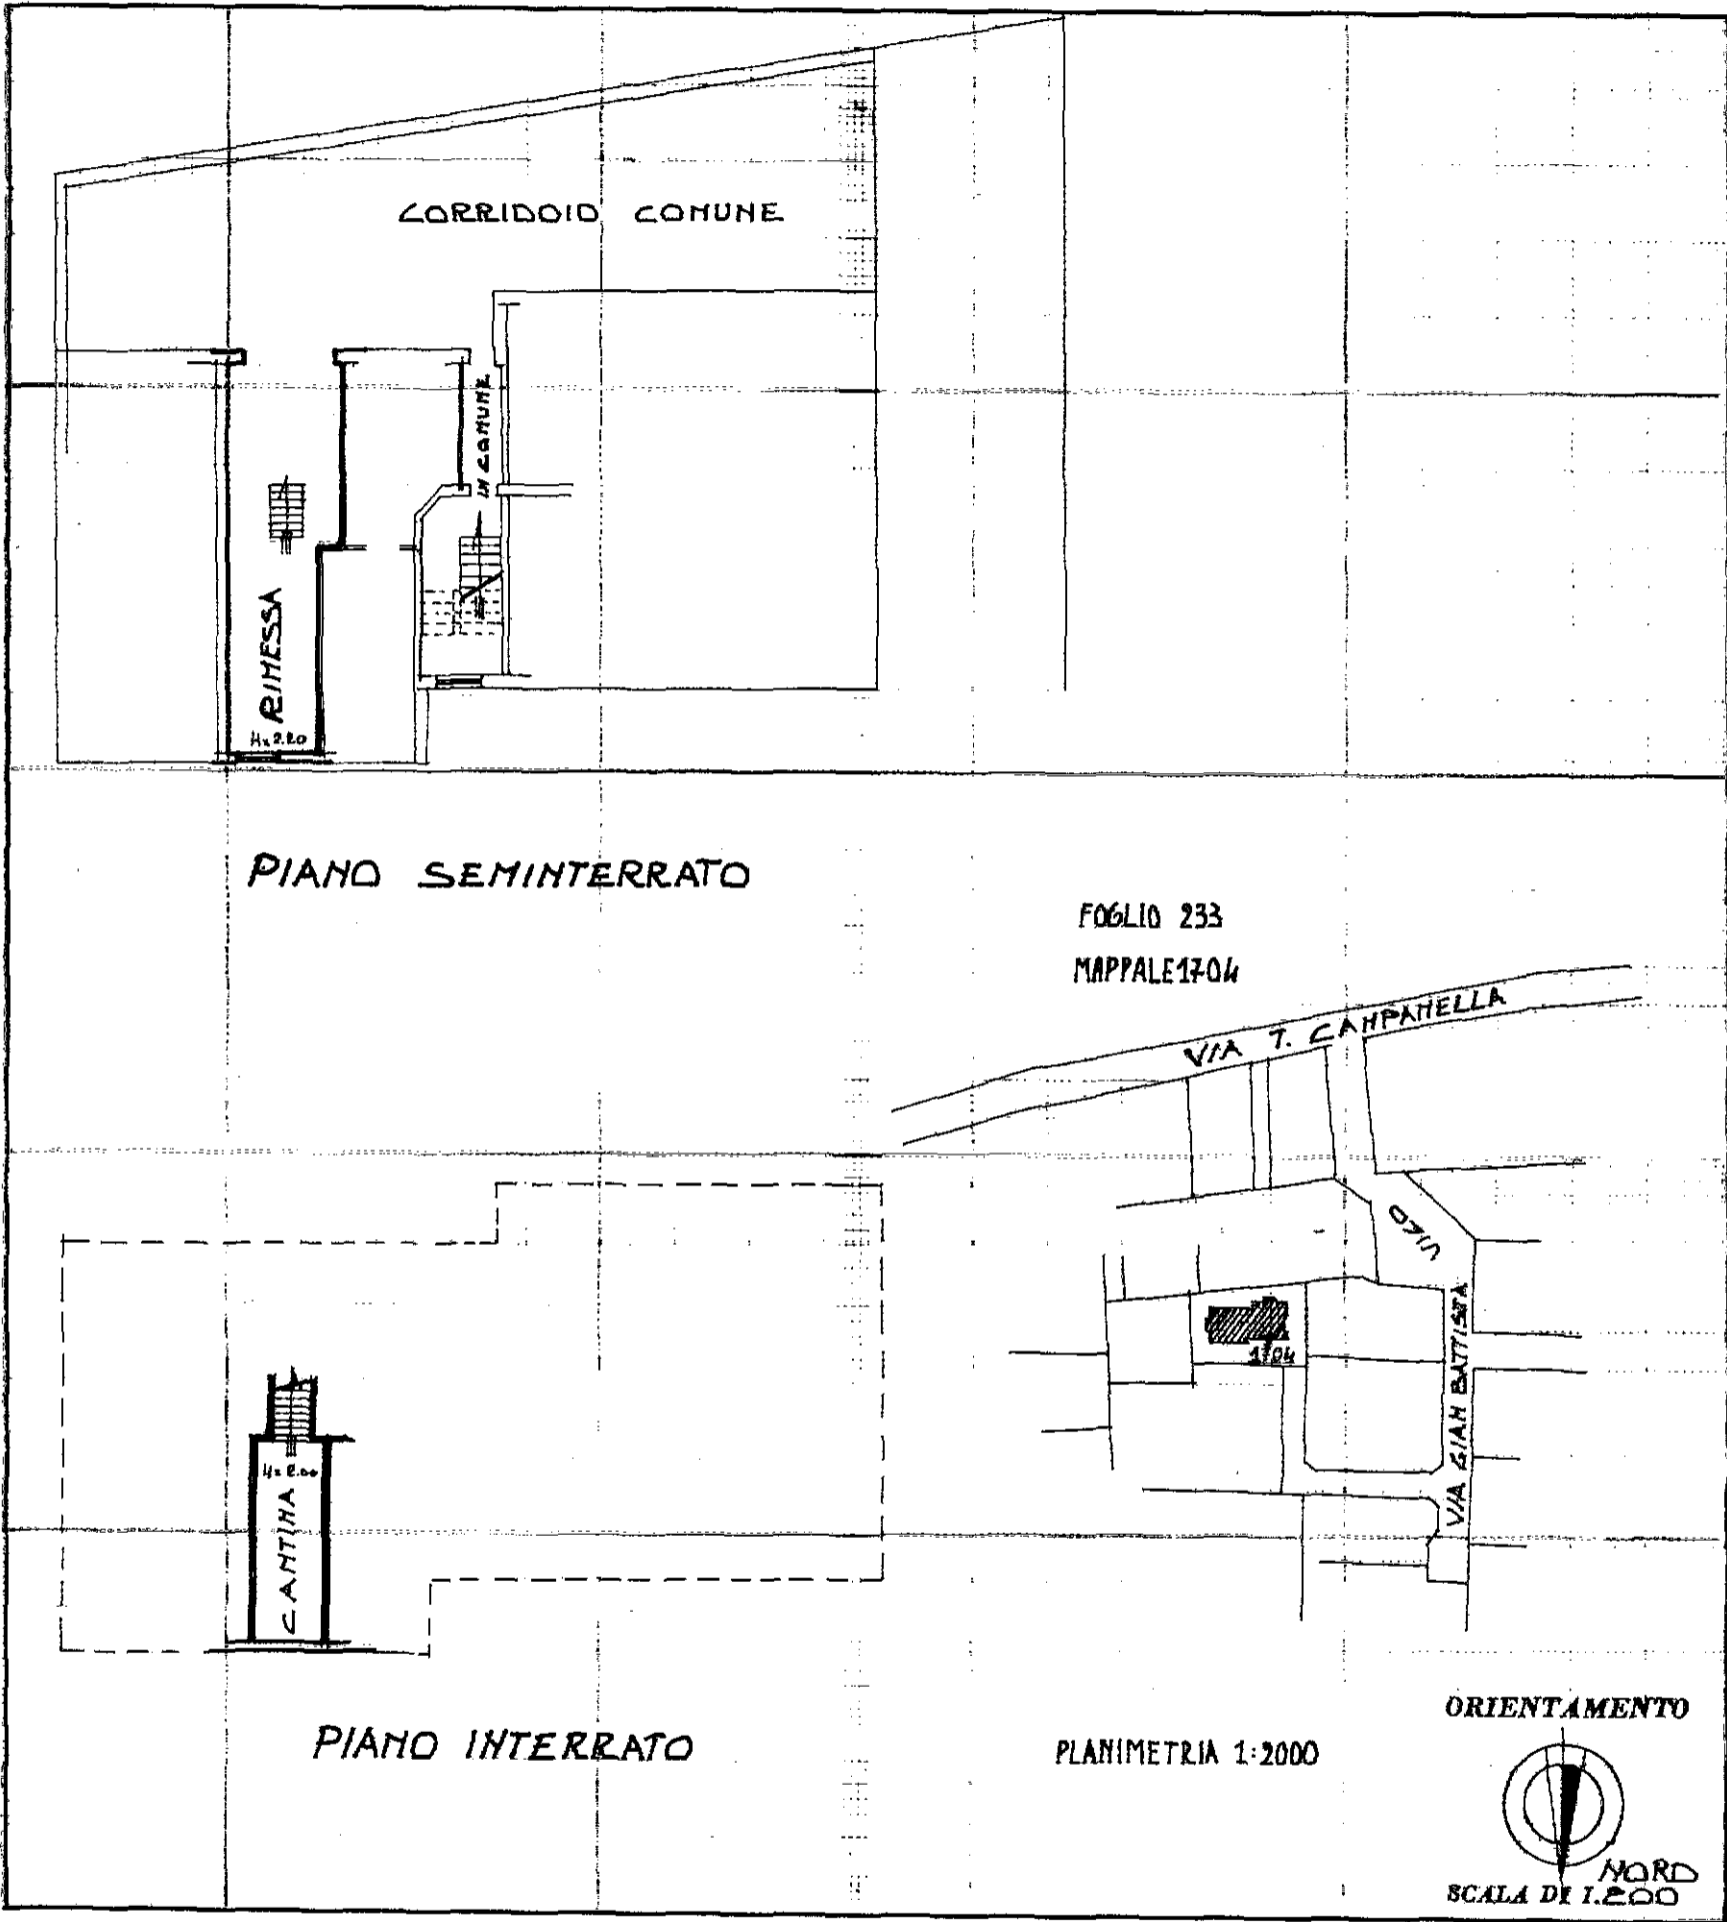 CORRIDOIO COMUNE
IN COMUNE
RIMESSA
H=2.20
PIANO SEMINTERRATO
FOGLIO 233
MAPPALE 1704
VIA T. CAMPANELLA
VICO
VIA GIAN BATTISTA
1704
H=2.00
CANTINA
PIANO INTERRATO
PLANIMETRIA 1:2000
ORIENTAMENTO
NORD
SCALA DI 1:200